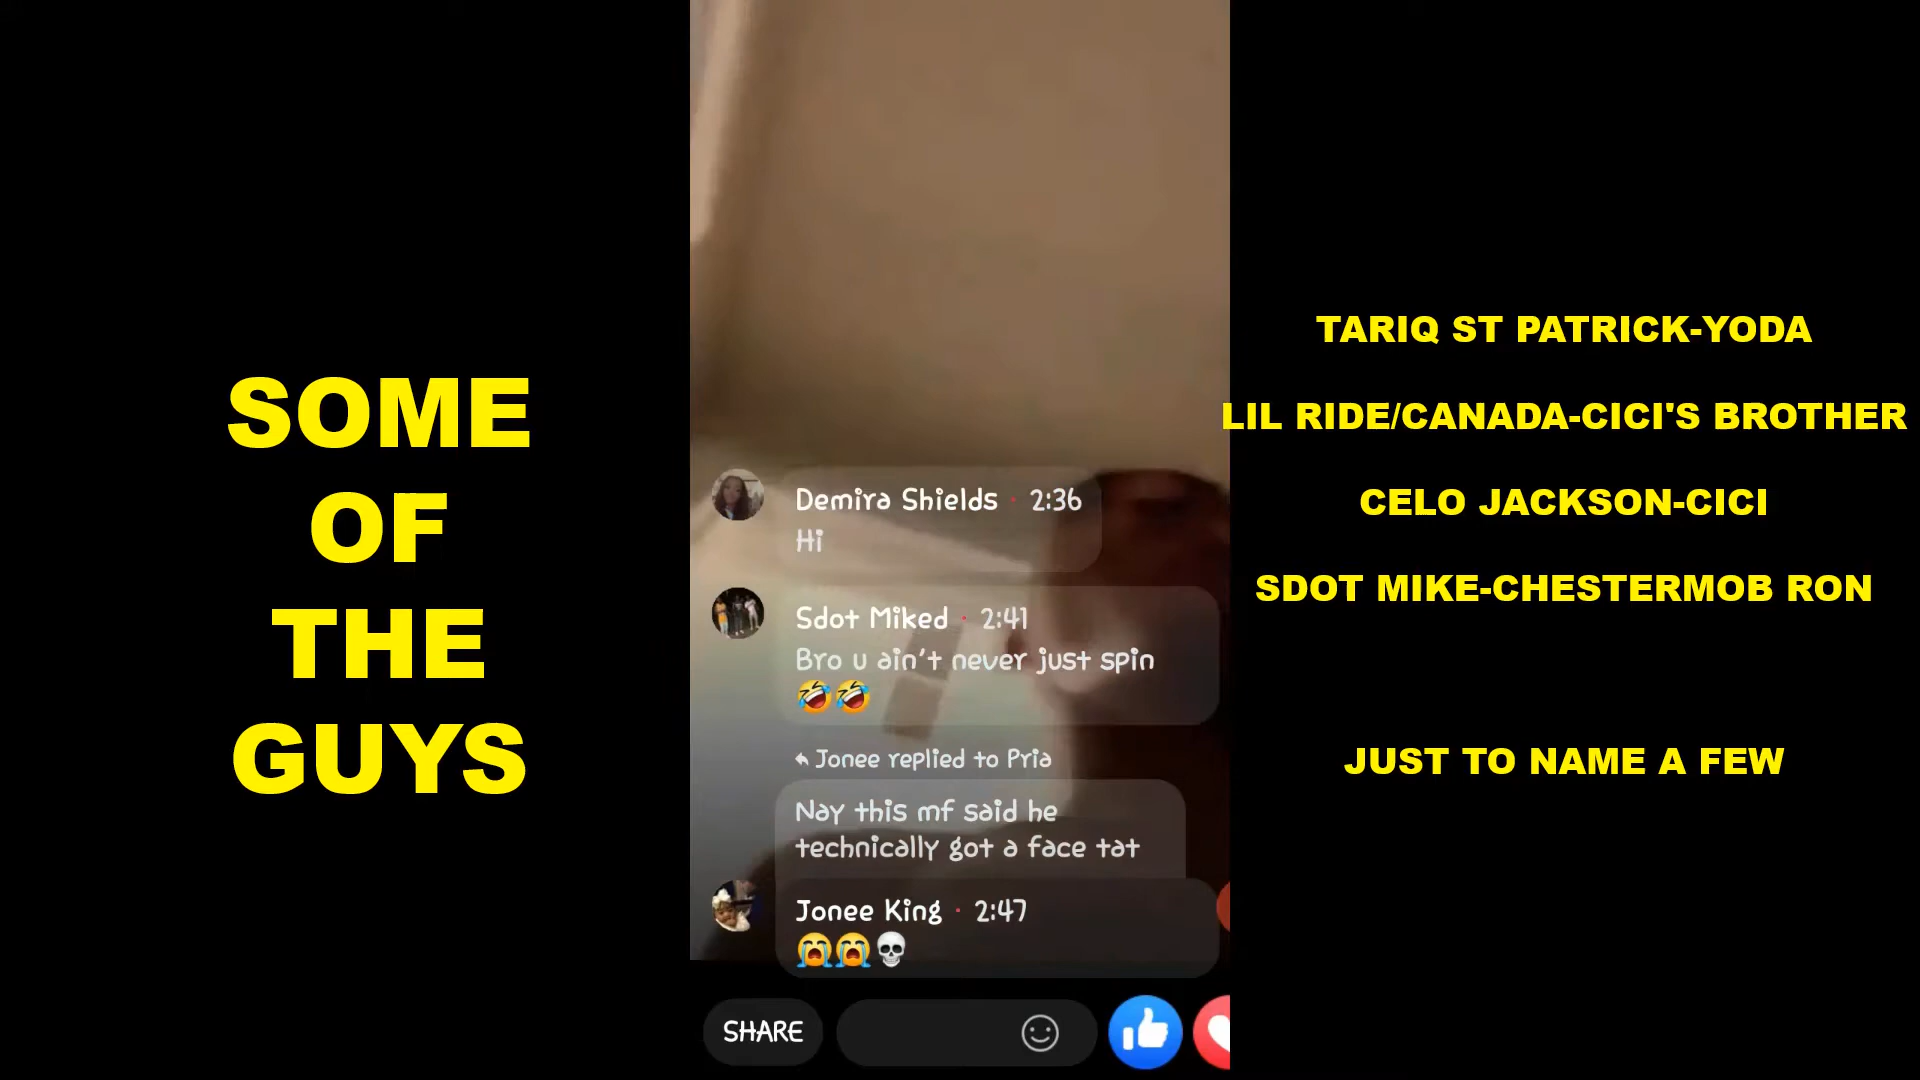 SOME
OF
THE
GUYS
Demira Shields · 2:36
Hi
Sdot Miked · 2:41
Bro u ain't never just spin
🤣🤣
Jonee replied to Pria
Nay this mf said he
technically got a face tat
Jonee King · 2:47
😭😭💀
SHARE
TARIQ ST PATRICK-YODA
LIL RIDE/CANADA-CICI'S BROTHER
CELO JACKSON-CICI
SDOT MIKE-CHESTERMOB RON
JUST TO NAME A FEW